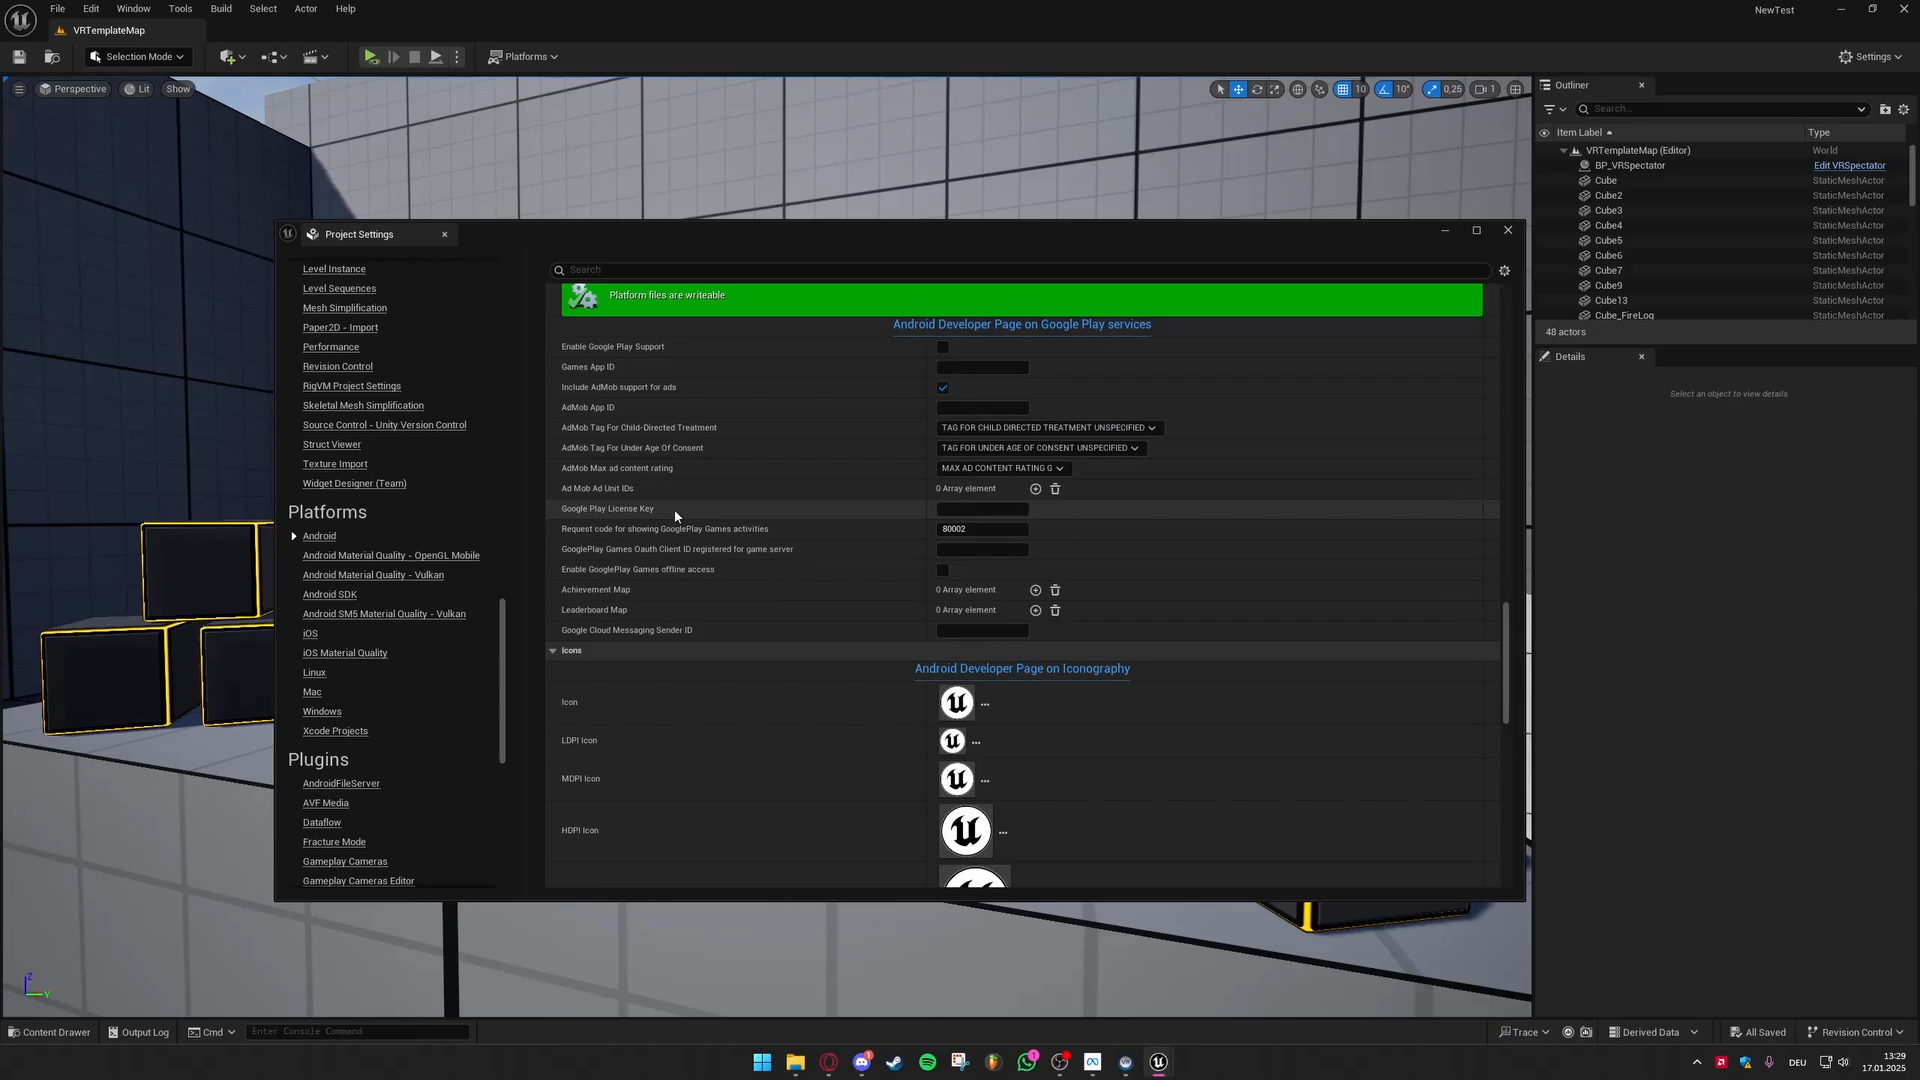 File Edit Window Tools Build Select Actor Help
NewTest
VRTemplateMap
Selection Mode
Platforms
Settings
Perspective Lit Show
10 10° 0,25 1
Outliner
Search...
Item Label Type
VRTemplateMap (Editor) World
BP_VRSpectator Edit VRSpectator
Cube StaticMeshActor
Cube2 StaticMeshActor
Cube3 StaticMeshActor
Cube4 StaticMeshActor
Cube5 StaticMeshActor
Cube6 StaticMeshActor
Cube7 StaticMeshActor
Cube9 StaticMeshActor
Cube13 StaticMeshActor
Cube_FireLog StaticMeshActor
48 actors
Details
Select an object to view details.
Project Settings
Level Instance
Level Sequences
Mesh Simplification
Paper2D - Import
Performance
Revision Control
RigVM Project Settings
Skeletal Mesh Simplification
Source Control - Unity Version Control
Struct Viewer
Texture Import
Widget Designer (Team)
Platforms
Android
Android Material Quality - OpenGL Mobile
Android Material Quality - Vulkan
Android SDK
Android SM5 Material Quality - Vulkan
iOS
iOS Material Quality
Linux
Mac
Windows
Xcode Projects
Plugins
AndroidFileServer
AVF Media
Dataflow
Fracture Mode
Gameplay Cameras
Gameplay Cameras Editor
Search
Platform files are writeable
Android Developer Page on Google Play services
Enable Google Play Support
Games App ID
Include AdMob support for ads
AdMob App ID
AdMob Tag For Child-Directed Treatment TAG FOR CHILD DIRECTED TREATMENT UNSPECIFIED
AdMob Tag For Under Age Of Consent TAG FOR UNDER AGE OF CONSENT UNSPECIFIED
AdMob Max ad content rating MAX AD CONTENT RATING G
Ad Mob Ad Unit IDs 0 Array element
Google Play License Key
Request code for showing GooglePlay Games activities 80002
GooglePlay Games Oauth Client ID registered for game server
Enable GooglePlay Games offline access
Achievement Map 0 Array element
Leaderboard Map 0 Array element
Google Cloud Messaging Sender ID
Icons
Android Developer Page on Iconography
Icon
LDPI Icon
MDPI Icon
HDPI Icon
Z
Y
Content Drawer Output Log Cmd Enter Console Command
Trace Derived Data All Saved Revision Control
DEU
13:29
17.01.2025